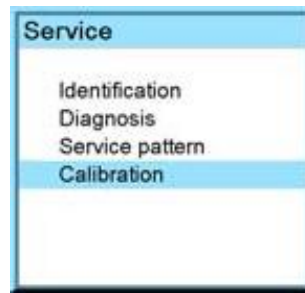 Service
Identification
Diagnosis
Service pattern
Calibration